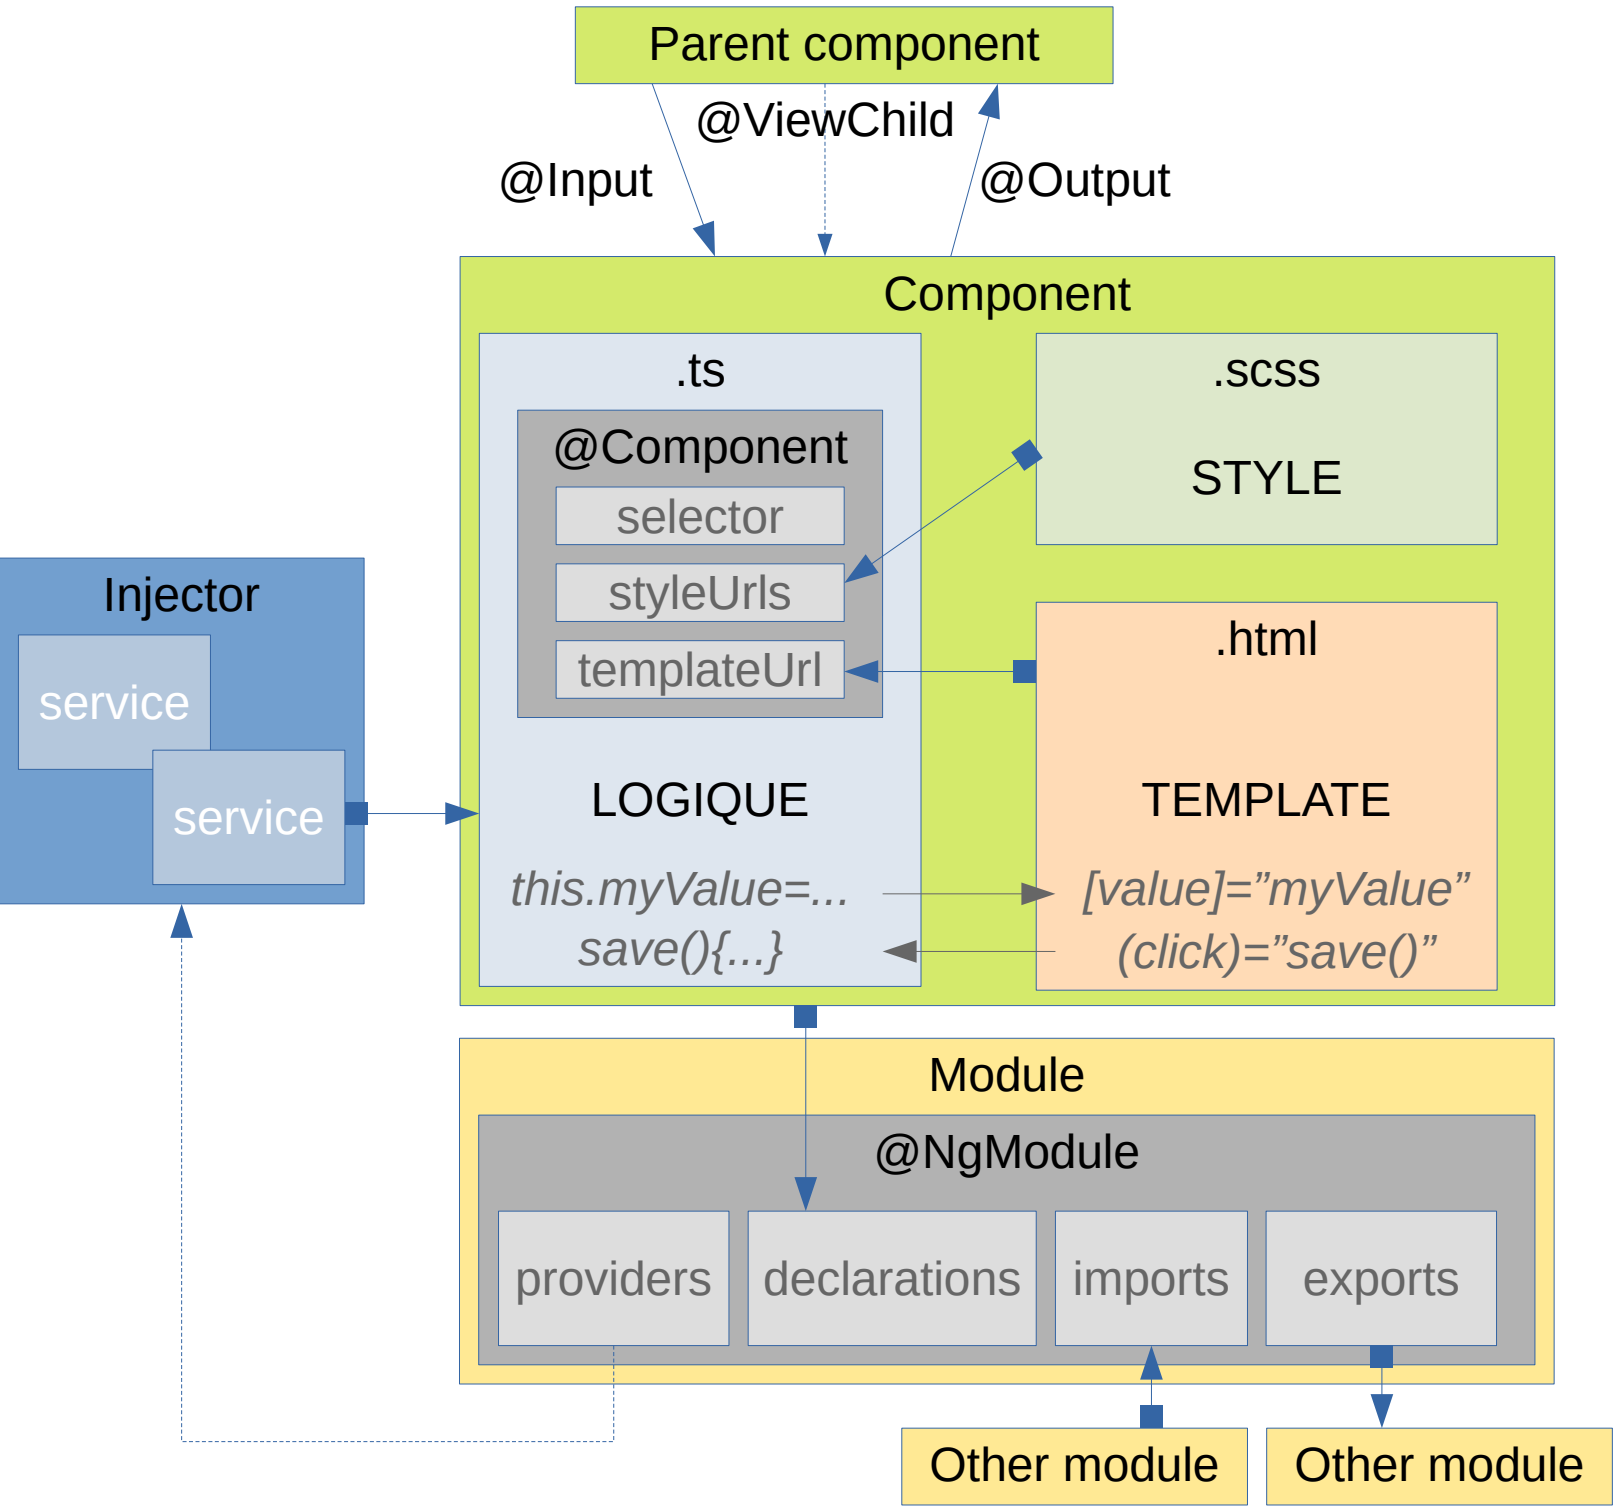 Parent component
@ViewChild
@Input
@Output
Component
.ts
@Component
selector
styleUrls
templateUrl
LOGIQUE
this.myValue=...
save(){...}
.scss
STYLE
.html
TEMPLATE
[value]=”myValue”
(click)=”save()”
Injector
service
service
Module
@NgModule
providers
declarations
imports
exports
Other module
Other module